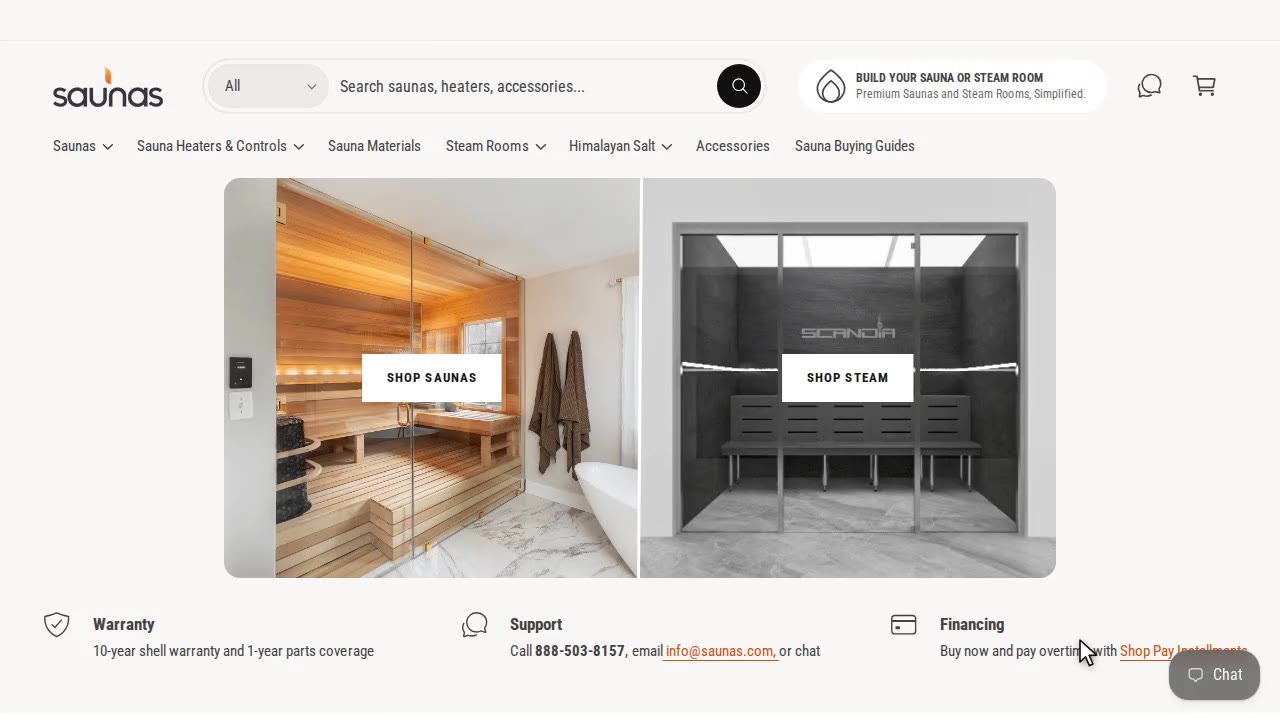 saunas
All
Search saunas, heaters, accessories...
BUILD YOUR SAUNA OR STEAM ROOM
Premium Saunas and Steam Rooms, Simplified.
Saunas
Sauna Heaters & Controls
Sauna Materials
Steam Rooms
Himalayan Salt
Accessories
Sauna Buying Guides
SCANDIA
SHOP SAUNAS
SHOP STEAM
Warranty
10-year shell warranty and 1-year parts coverage
Support
Call 888-503-8157, email info@saunas.com, or chat
Financing
Buy now and pay overtime with Shop Pay Installments
Chat